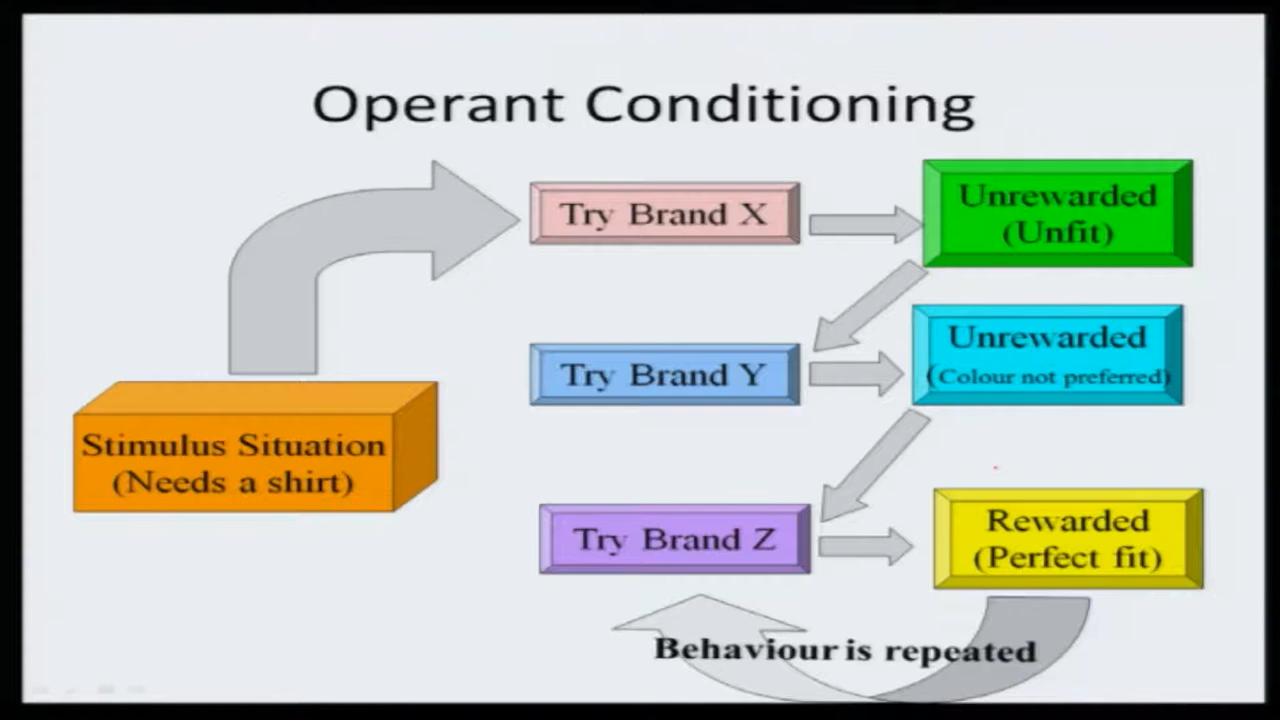 Operant Conditioning
Try Brand X
Unrewarded
(Unfit)
Try Brand Y
Unrewarded
(Colour not preferred)
Stimulus Situation
(Needs a shirt)
Try Brand Z
Rewarded
(Perfect fit)
Behaviour is repeated